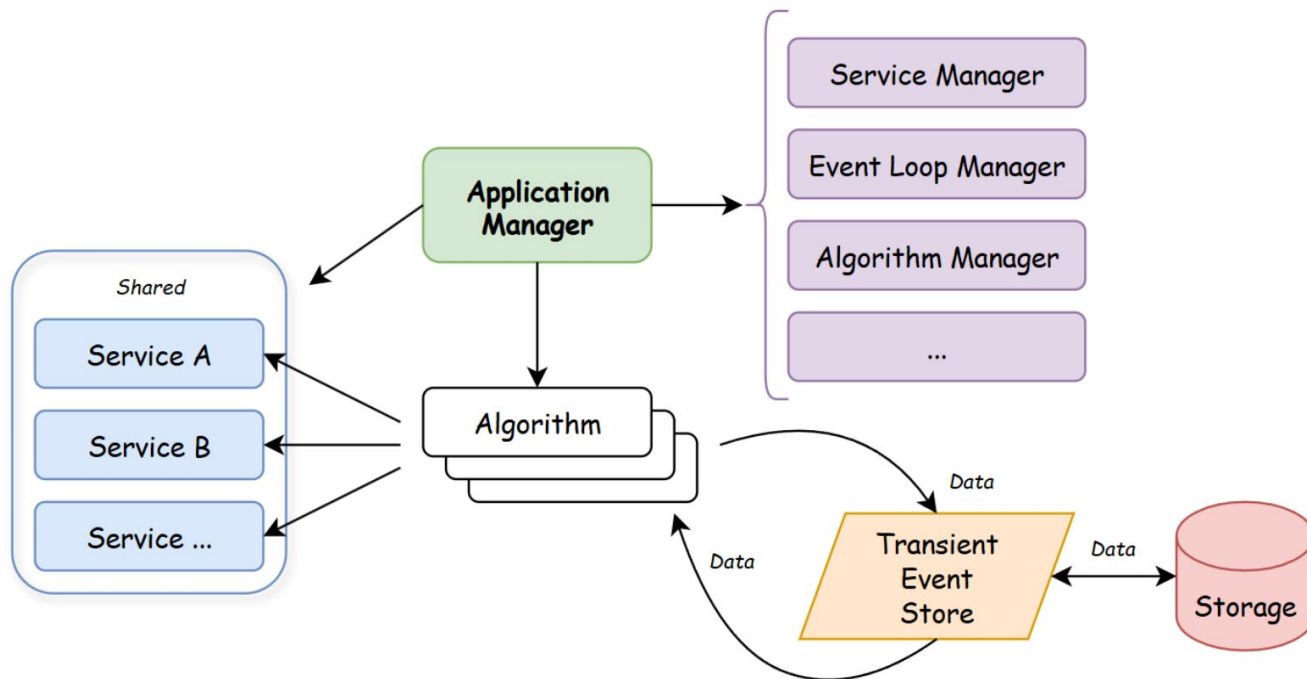 Service Manager
Event Loop Manager
Algorithm Manager
...
Application
Manager
Shared
Service A
Service B
Service ...
Algorithm
Data
Data
Data
Transient
Event
Store
Storage